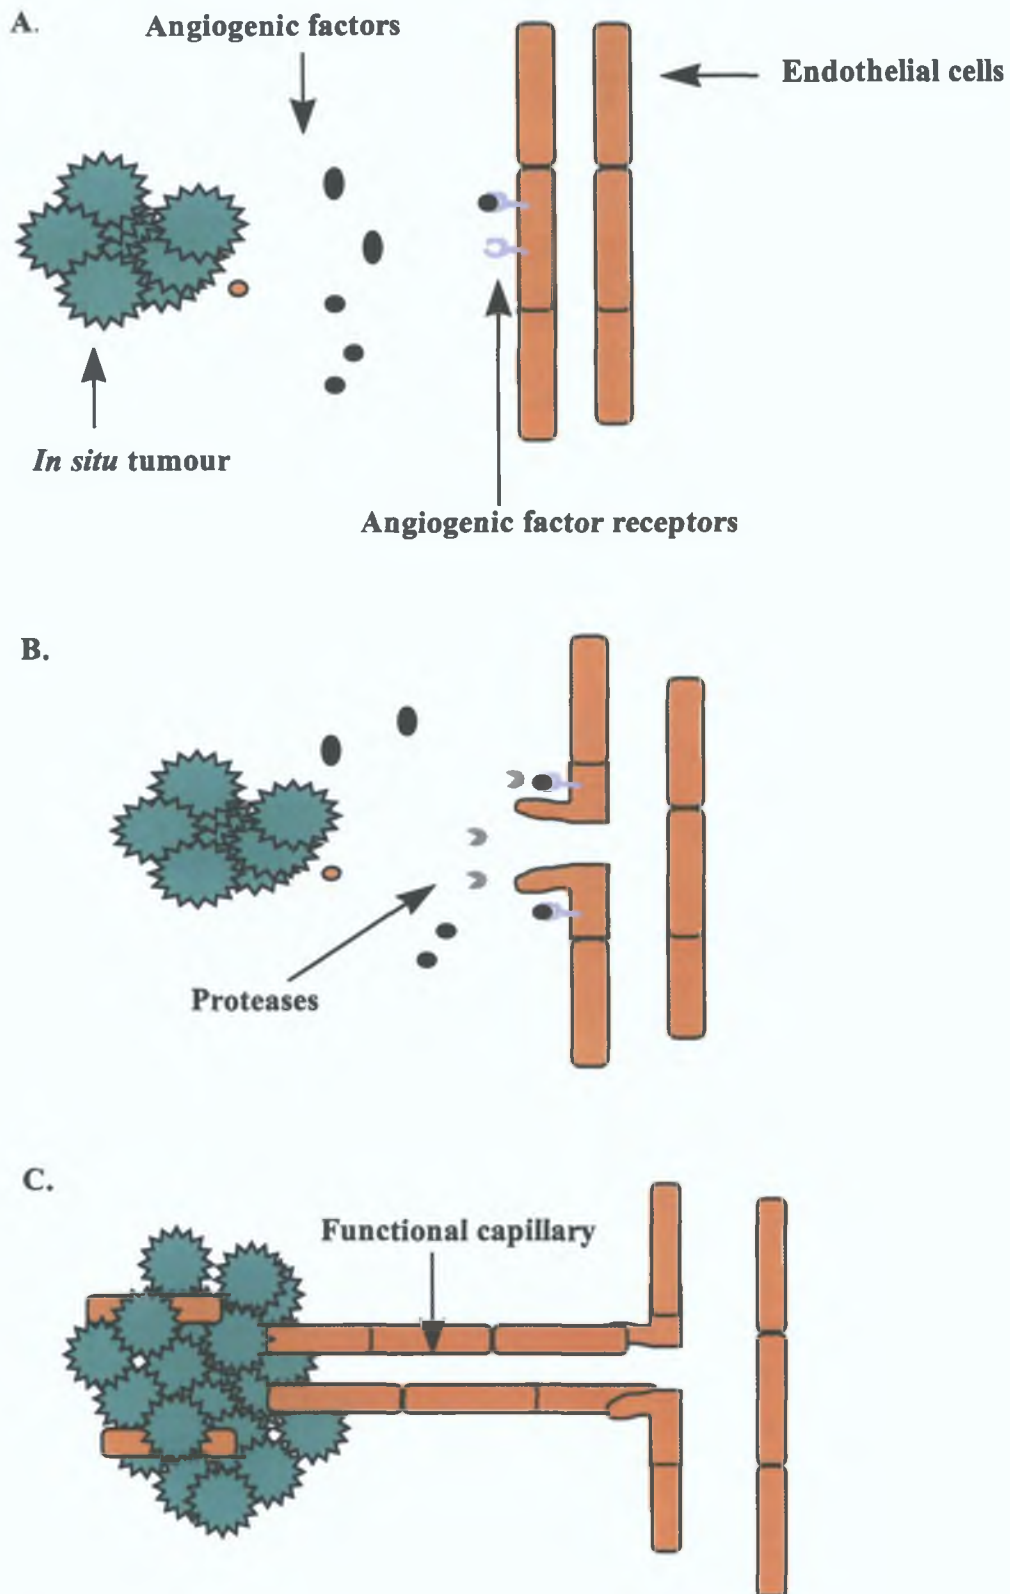 A.
Angiogenic factors
Endothelial cells
In situ tumour
Angiogenic factor receptors
B.
Proteases
C.
Functional capillary